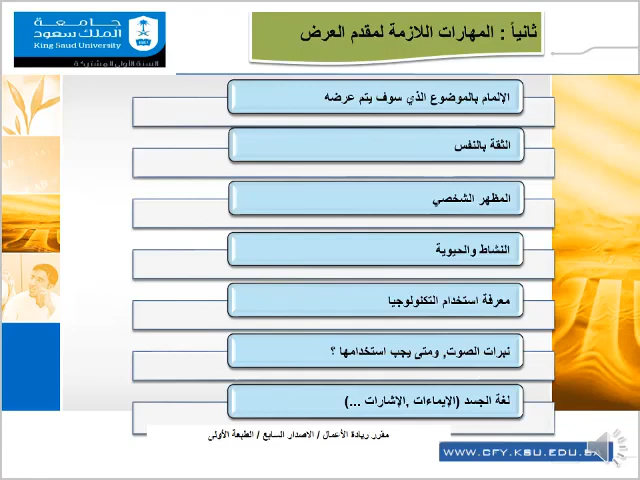 جامعة
الملك سعود
King Saud University
السنة الأولى المشتركة
ثانياً : المهارات اللازمة لمقدم العرض
الإلمام بالموضوع الذي سوف يتم عرضه
الثقة بالنفس
المظهر الشخصي
النشاط والحيوية
معرفة استخدام التكنولوجيا
نبرات الصوت, ومتى يجب استخدامها ؟
لغة الجسد (الإيماءات ,الإشارات ...)
مقرر ريادة الأعمال / الاصدار السابع / الطبعة الأولى
WWW.CFY.KSU.EDU.SA